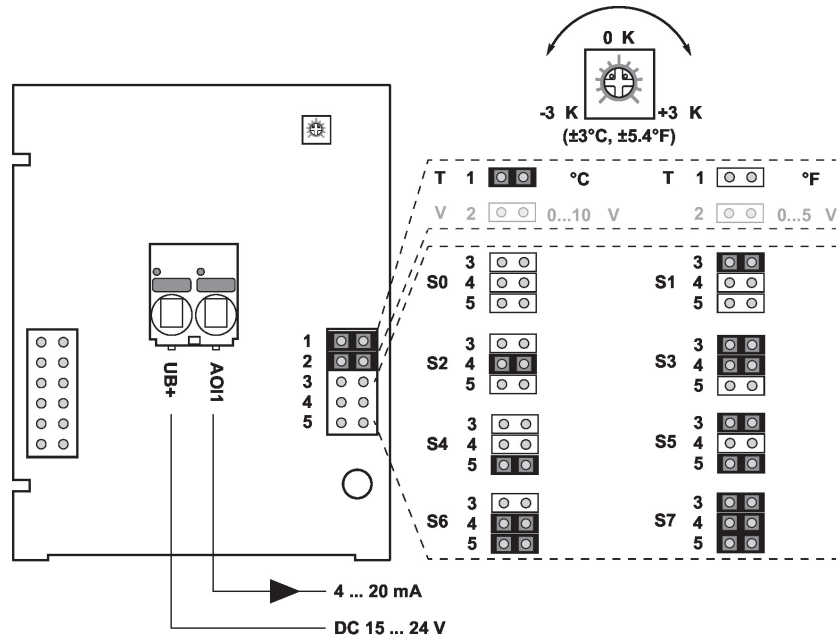 0 K
-3 K +3 K
(±3°C, ±5.4°F)
T 1 °C T 1 °F
V 2 0...10 V 2 0...5 V
3 3
S0 4 S1 4
5 5
1
2
3
4
5
UB+
AOI1
3 3
S2 4 S3 4
5 5
3 3
S4 4 S5 4
5 5
3 3
S6 4 S7 4
5 5
4 ... 20 mA
DC 15 ... 24 V